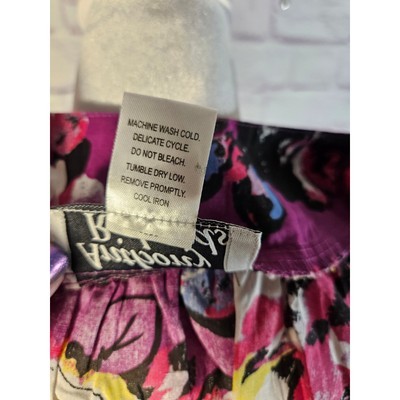 MACHINE WASH COLD.
DELICATE CYCLE.
DO NOT BLEACH.
TUMBLE DRY LOW.
REMOVE PROMPTLY.
COOL IRON